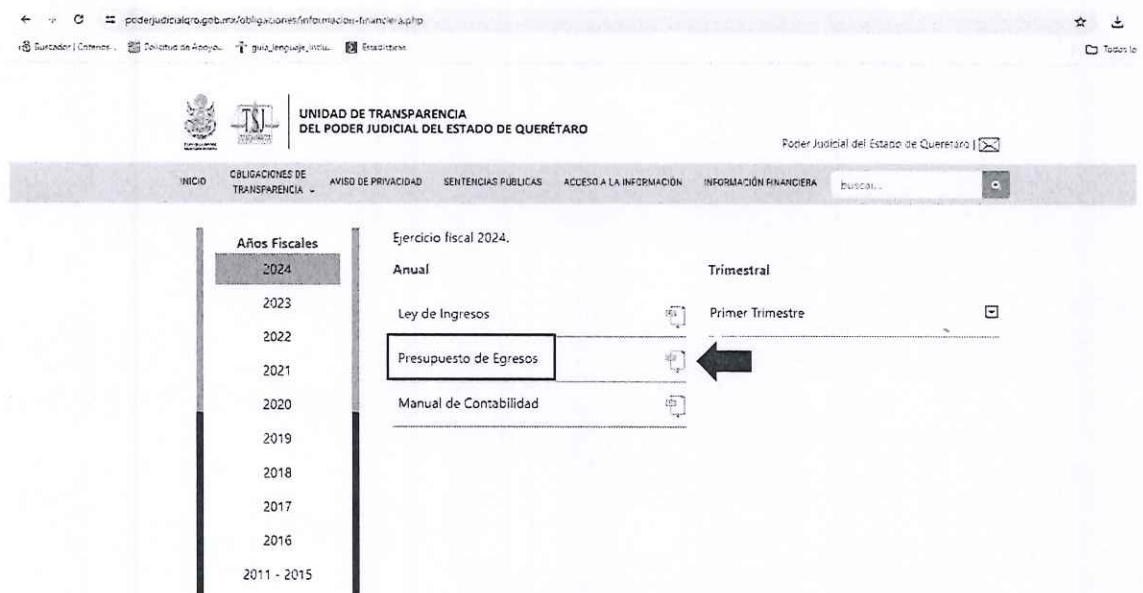 poderjudicialqro.gob.mx/obligaciones/informacion-financiera.php
Todas lo
TSJ
UNIDAD DE TRANSPARENCIA
DEL PODER JUDICIAL DEL ESTADO DE QUERÉTARO
Poder Judicial del Estado de Querétaro |
INICIO
OBLIGACIONES DE
TRANSPARENCIA
AVISO DE PRIVACIDAD
SENTENCIAS PÚBLICAS
ACCESO A LA INFORMACIÓN
INFORMACIÓN FINANCIERA
buscar...
Años Fiscales
2024
2023
2022
2021
2020
2019
2018
2017
2016
2011 - 2015
Ejercicio fiscal 2024.
Anual
Ley de Ingresos
Presupuesto de Egresos
Manual de Contabilidad
Trimestral
Primer Trimestre